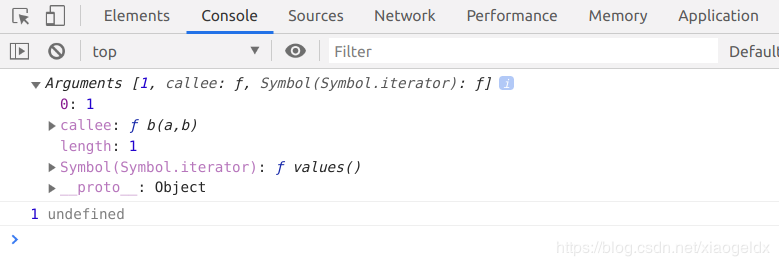 Elements Console Sources Network Performance Memory Application
top Filter Default
Arguments [1, callee: ƒ, Symbol(Symbol.iterator): ƒ] i
0: 1
callee: ƒ b(a,b)
length: 1
Symbol(Symbol.iterator): ƒ values()
__proto__: Object
1 undefined
https://blog.csdn.net/xiaogeldx